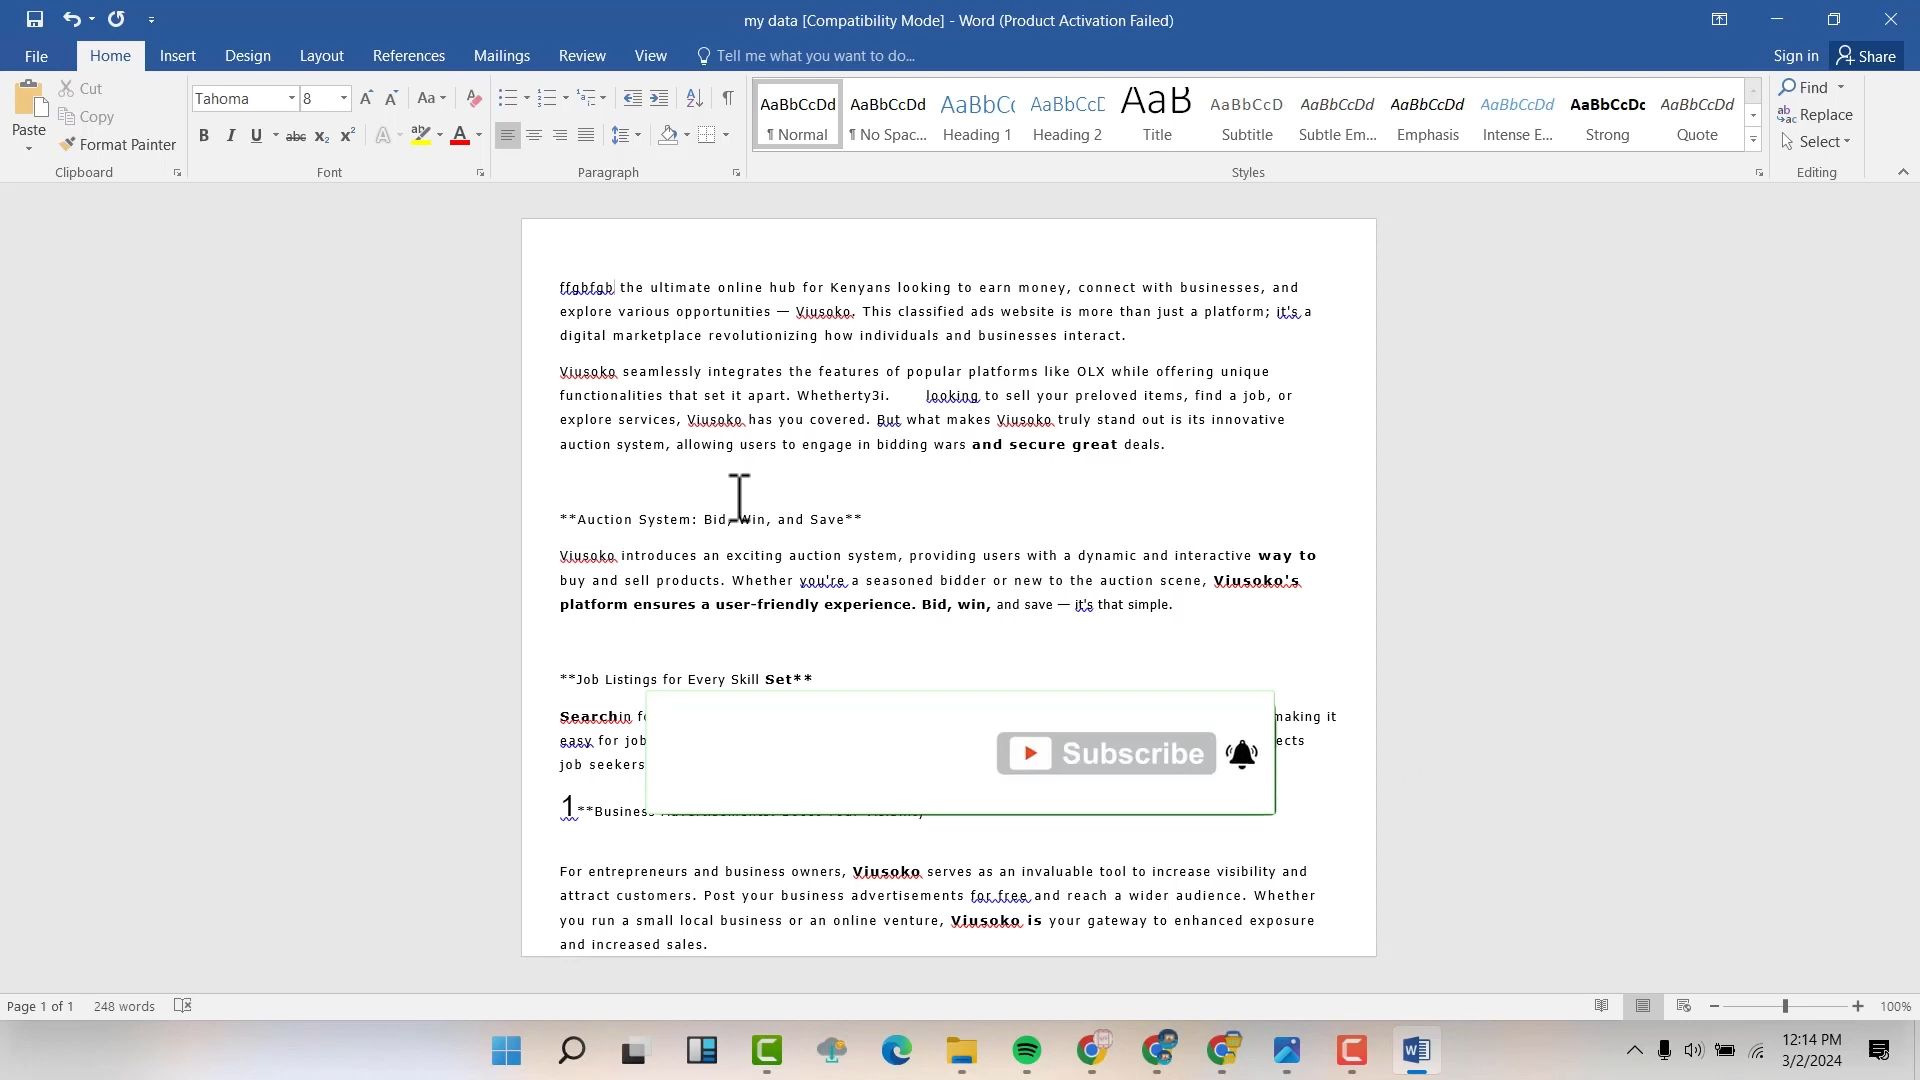 my data [Compatibility Mode] - Word (Product Activation Failed)
File Home Insert Design Layout References Mailings Review View Tell me what you want to do... Sign in Share
Paste Cut Copy Format Painter
Clipboard
Tahoma 8 Aa
B I U abc X₂ X² A ab A
Font
Paragraph
AaBbCcDd AaBbCcDd AaBbCc AaBbCcD AaB AaBbCcD AaBbCcDd AaBbCcDd AaBbCcDd AaBbCcDc AaBbCcDd
¶ Normal ¶ No Spac... Heading 1 Heading 2 Title Subtitle Subtle Em... Emphasis Intense E... Strong Quote
Styles
Find
Replace
Select
Editing
ffgbfgb the ultimate online hub for Kenyans looking to earn money, connect with businesses, and
explore various opportunities — Viusoko. This classified ads website is more than just a platform; it's a
digital marketplace revolutionizing how individuals and businesses interact.
Viusoko seamlessly integrates the features of popular platforms like OLX while offering unique
functionalities that set it apart. Whetherty3i. looking to sell your preloved items, find a job, or
explore services, Viusoko has you covered. But what makes Viusoko truly stand out is its innovative
auction system, allowing users to engage in bidding wars and secure great deals.
**Auction System: Bid, Win, and Save**
Viusoko introduces an exciting auction system, providing users with a dynamic and interactive way to
buy and sell products. Whether you're a seasoned bidder or new to the auction scene, Viusoko's
platform ensures a user-friendly experience. Bid, win, and save — it's that simple.
**Job Listings for Every Skill Set**
Searchin making it
easy for job
job seekers
Subscribe
1**Business
For entrepreneurs and business owners, Viusoko serves as an invaluable tool to increase visibility and
attract customers. Post your business advertisements for free and reach a wider audience. Whether
you run a small local business or an online venture, Viusoko is your gateway to enhanced exposure
and increased sales.
Page 1 of 1 248 words 100%
12:14 PM
3/2/2024